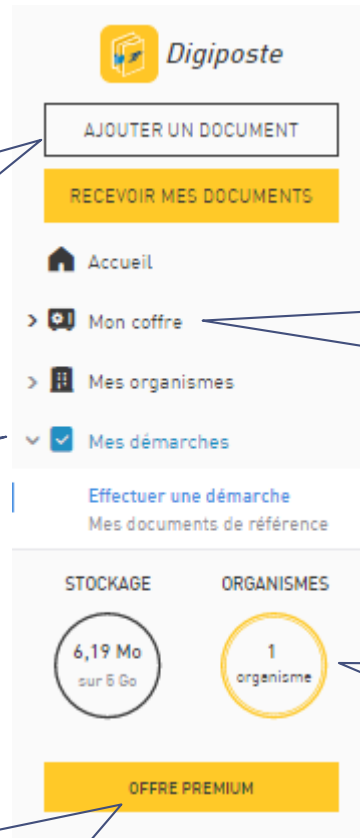 Digiposte
AJOUTER UN DOCUMENT
RECEVOIR MES DOCUMENTS
Accueil
Mon coffre
Mes organismes
Mes démarches
Effectuer une démarche
Mes documents de référence
STOCKAGE
ORGANISMES
6,19 Mo
sur 5 Go
1
organisme
OFFRE PREMIUM